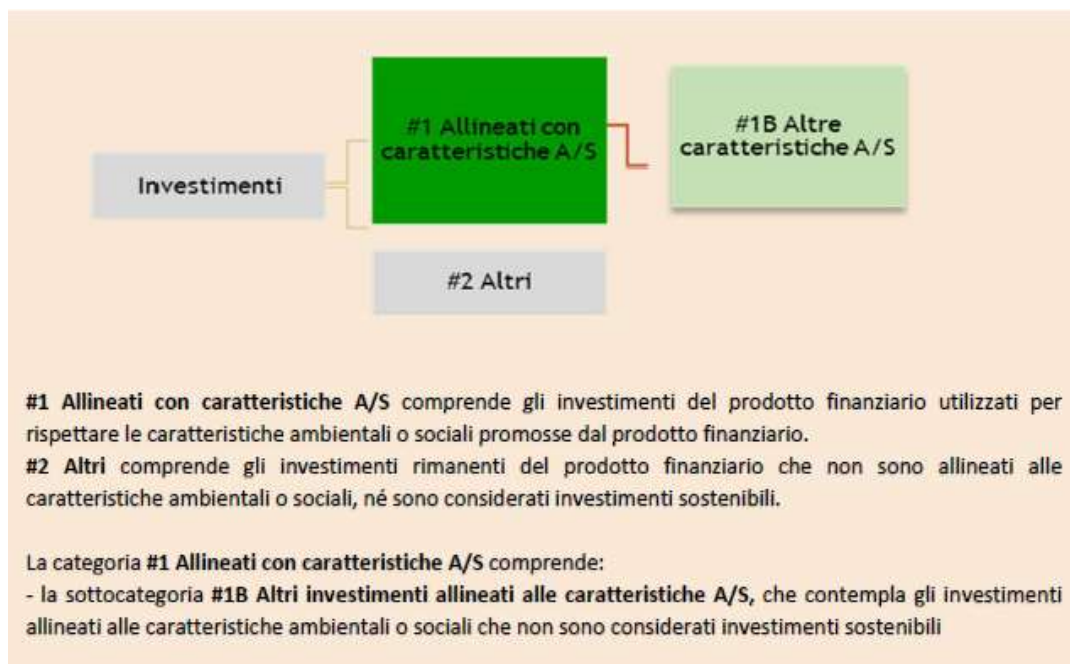 #1 Allineati con
caratteristiche A/S
#1B Altre
caratteristiche A/S
Investimenti
#2 Altri
#1 Allineati con caratteristiche A/S comprende gli investimenti del prodotto finanziario utilizzati per
rispettare le caratteristiche ambientali o sociali promosse dal prodotto finanziario.
#2 Altri comprende gli investimenti rimanenti del prodotto finanziario che non sono allineati alle
caratteristiche ambientali o sociali, né sono considerati investimenti sostenibili.
La categoria #1 Allineati con caratteristiche A/S comprende:
- la sottocategoria #1B Altri investimenti allineati alle caratteristiche A/S, che contempla gli investimenti
allineati alle caratteristiche ambientali o sociali che non sono considerati investimenti sostenibili